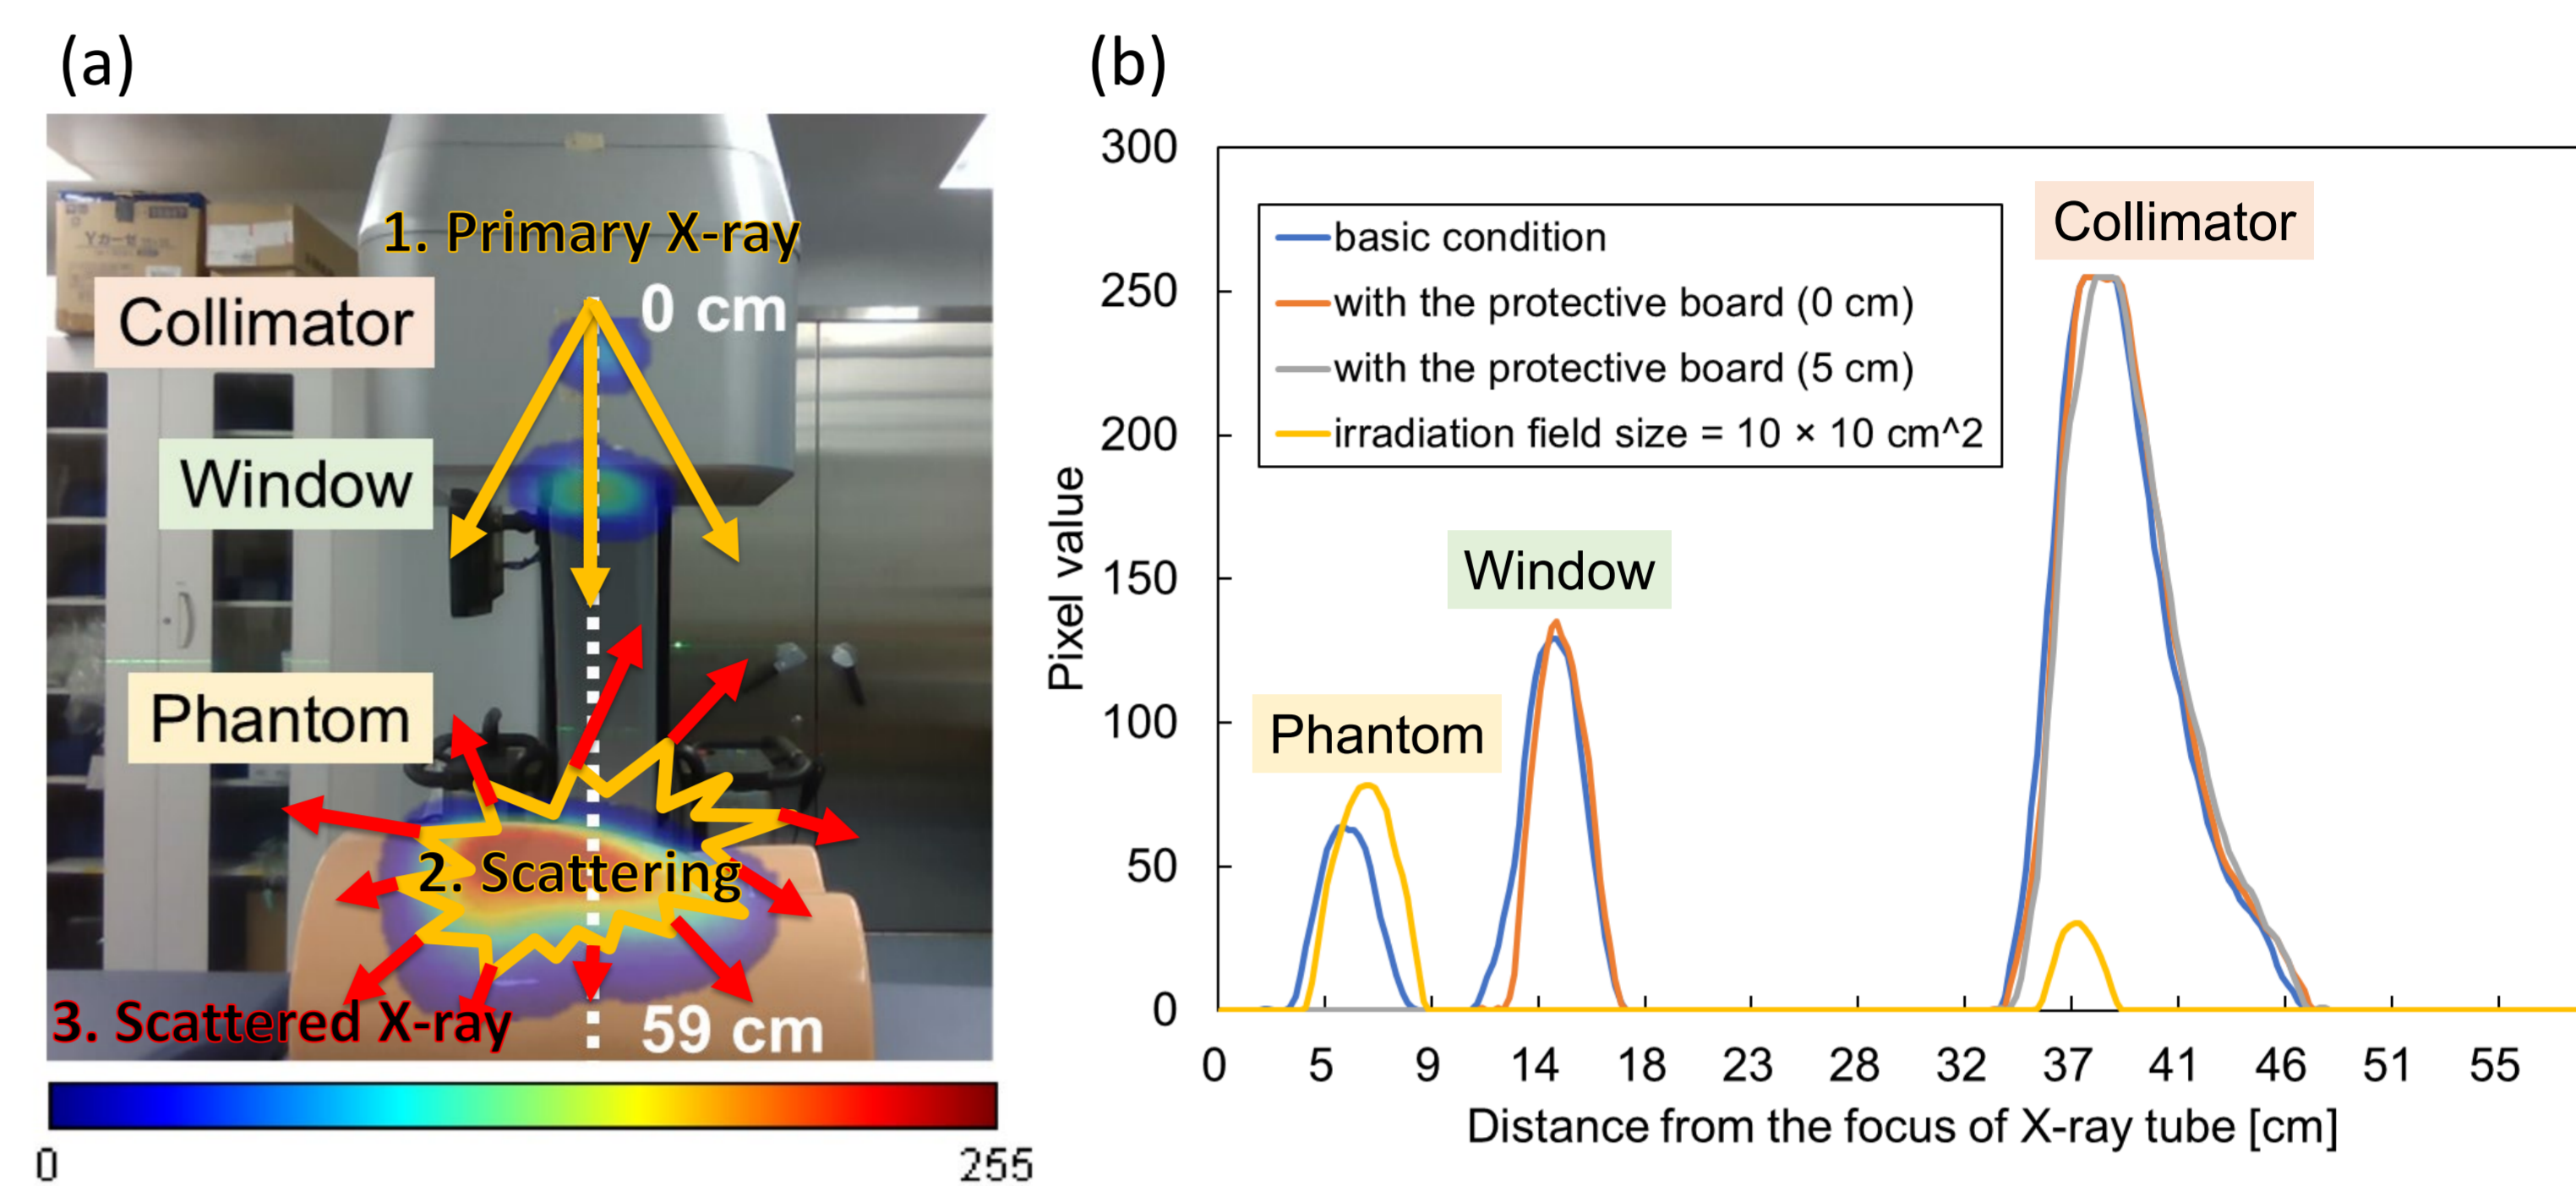 (a)
1. Primary X-ray
0 cm
Collimator
Window
Phantom
2. Scattering
3. Scattered X-ray
59 cm
0
255
(b)
300
250
200
150
100
50
0
Pixel value
basic condition
with the protective board (0 cm)
with the protective board (5 cm)
irradiation field size = 10 × 10 cm^2
Collimator
Window
Phantom
0 5 9 14 18 23 28 32 37 41 46 51 55
Distance from the focus of X-ray tube [cm]